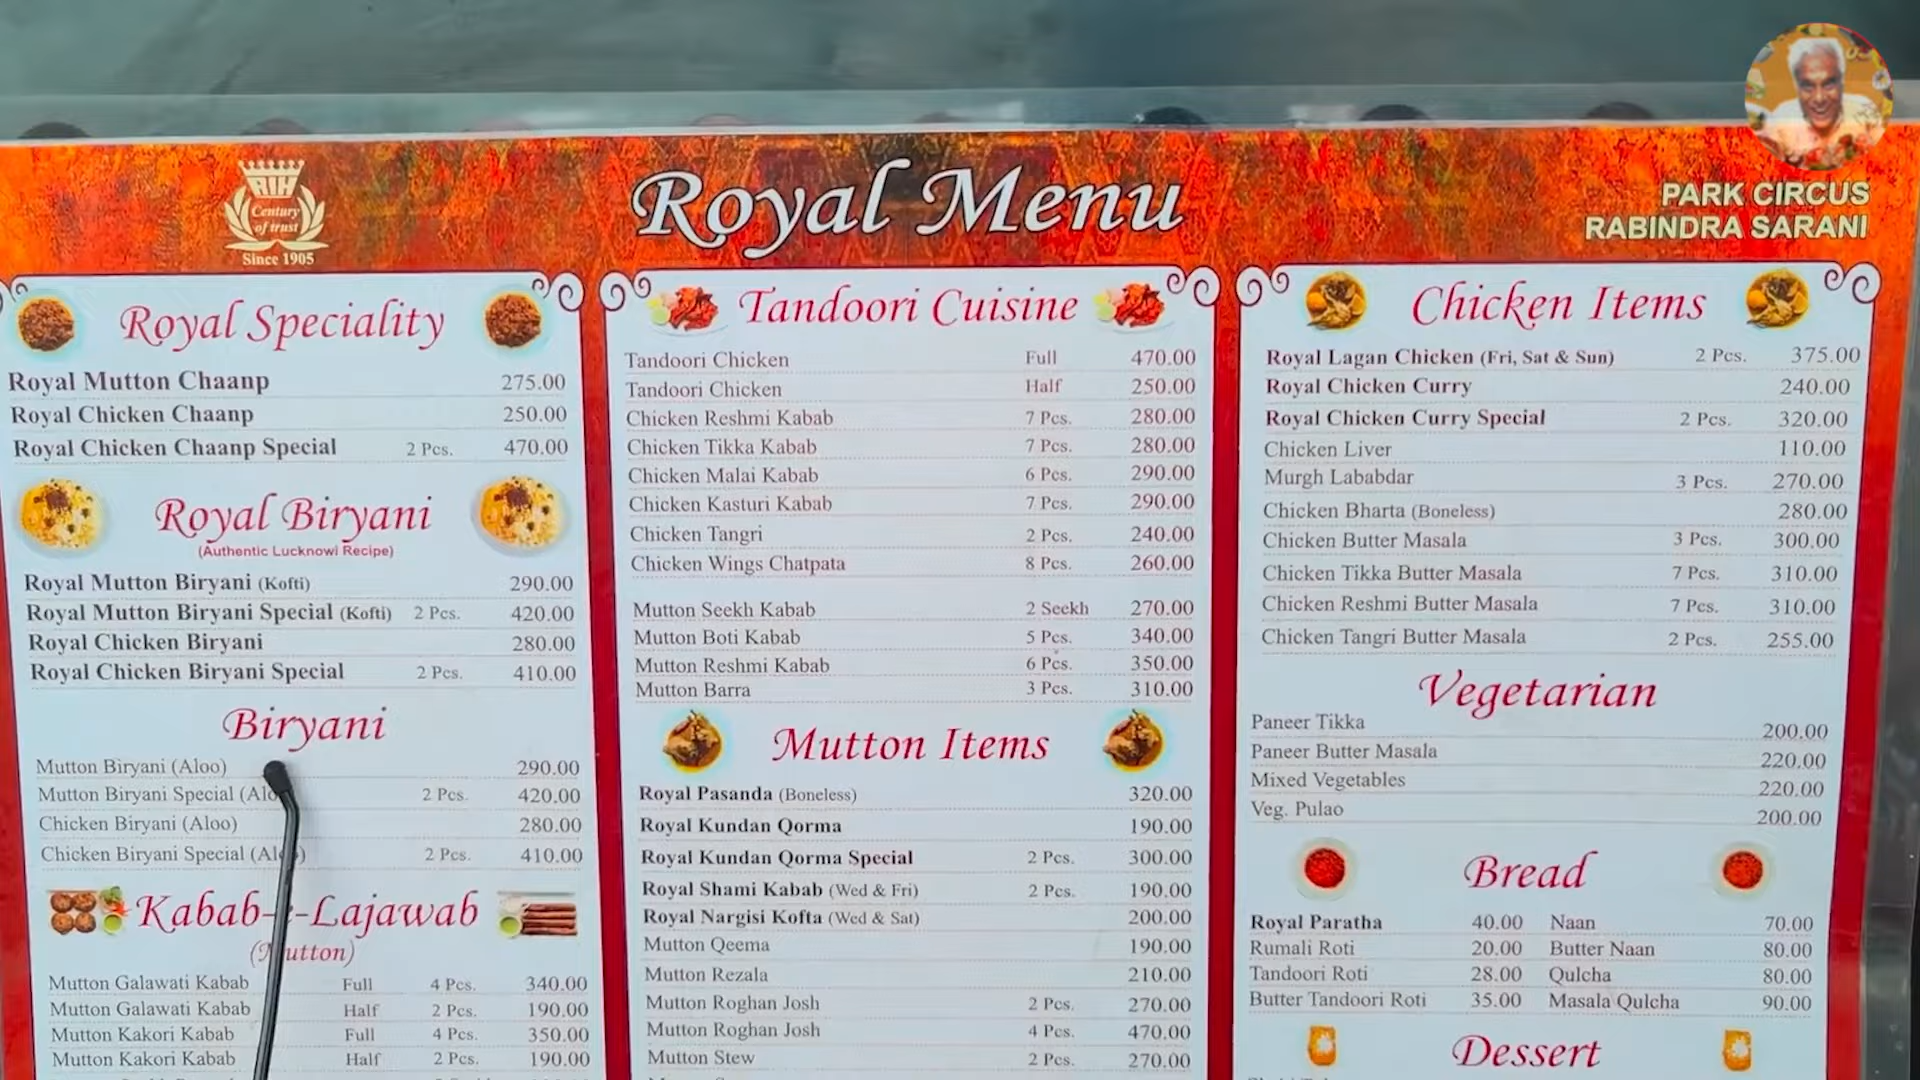 RIH
Century
of trust
Since 1905
Royal Menu
PARK CIRCUS
RABINDRA SARANI
Royal Speciality
Royal Mutton Chaanp 275.00
Royal Chicken Chaanp 250.00
Royal Chicken Chaanp Special 2 Pcs. 470.00
Royal Biryani
(Authentic Lucknowi Recipe)
Royal Mutton Biryani (Kofti) 290.00
Royal Mutton Biryani Special (Kofti) 2 Pcs. 420.00
Royal Chicken Biryani 280.00
Royal Chicken Biryani Special 2 Pcs. 410.00
Biryani
Mutton Biryani (Aloo) 290.00
Mutton Biryani Special 2 Pcs. 420.00
Chicken Biryani (Aloo) 280.00
Chicken Biryani Special 2 Pcs. 410.00
Kabab-e-Lajawab
(Mutton)
Mutton Galawati Kabab Full 4 Pcs. 340.00
Mutton Galawati Kabab Half 2 Pcs. 190.00
Mutton Kakori Kabab Full 4 Pcs. 350.00
Mutton Kakori Kabab Half 2 Pcs. 190.00
Tandoori Cuisine
Tandoori Chicken Full 470.00
Tandoori Chicken Half 250.00
Chicken Reshmi Kabab 7 Pcs. 280.00
Chicken Tikka Kabab 7 Pcs. 280.00
Chicken Malai Kabab 6 Pcs. 290.00
Chicken Kasturi Kabab 7 Pcs. 290.00
Chicken Tangri 2 Pcs. 240.00
Chicken Wings Chatpata 8 Pcs. 260.00
Mutton Seekh Kabab 2 Seekh 270.00
Mutton Boti Kabab 5 Pcs. 340.00
Mutton Reshmi Kabab 6 Pcs. 350.00
Mutton Barra 3 Pcs. 310.00
Mutton Items
Royal Pasanda (Boneless) 320.00
Royal Kundan Qorma 190.00
Royal Kundan Qorma Special 2 Pcs. 300.00
Royal Shami Kabab (Wed & Fri) 2 Pcs. 190.00
Royal Nargisi Kofta (Wed & Sat) 200.00
Mutton Qeema 190.00
Mutton Rezala 210.00
Mutton Roghan Josh 2 Pcs. 270.00
Mutton Roghan Josh 4 Pcs. 470.00
Mutton Stew 2 Pcs. 270.00
Chicken Items
Royal Lagan Chicken (Fri, Sat & Sun) 2 Pcs. 375.00
Royal Chicken Curry 240.00
Royal Chicken Curry Special 2 Pcs. 320.00
Chicken Liver 110.00
Murgh Lababdar 3 Pcs. 270.00
Chicken Bharta (Boneless) 280.00
Chicken Butter Masala 3 Pcs. 300.00
Chicken Tikka Butter Masala 7 Pcs. 310.00
Chicken Reshmi Butter Masala 7 Pcs. 310.00
Chicken Tangri Butter Masala 2 Pcs. 255.00
Vegetarian
Paneer Tikka 200.00
Paneer Butter Masala 220.00
Mixed Vegetables 220.00
Veg. Pulao 200.00
Bread
Royal Paratha 40.00 Naan 70.00
Rumali Roti 20.00 Butter Naan 80.00
Tandoori Roti 28.00 Qulcha 80.00
Butter Tandoori Roti 35.00 Masala Qulcha 90.00
Dessert